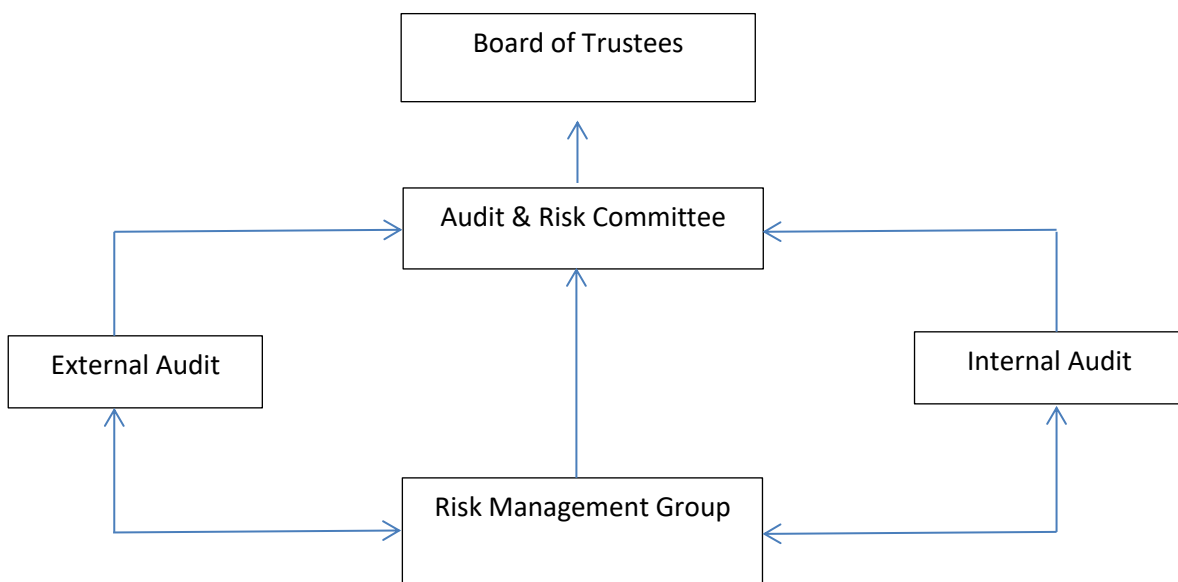 Board of Trustees
Audit & Risk Committee
External Audit
Internal Audit
Risk Management Group